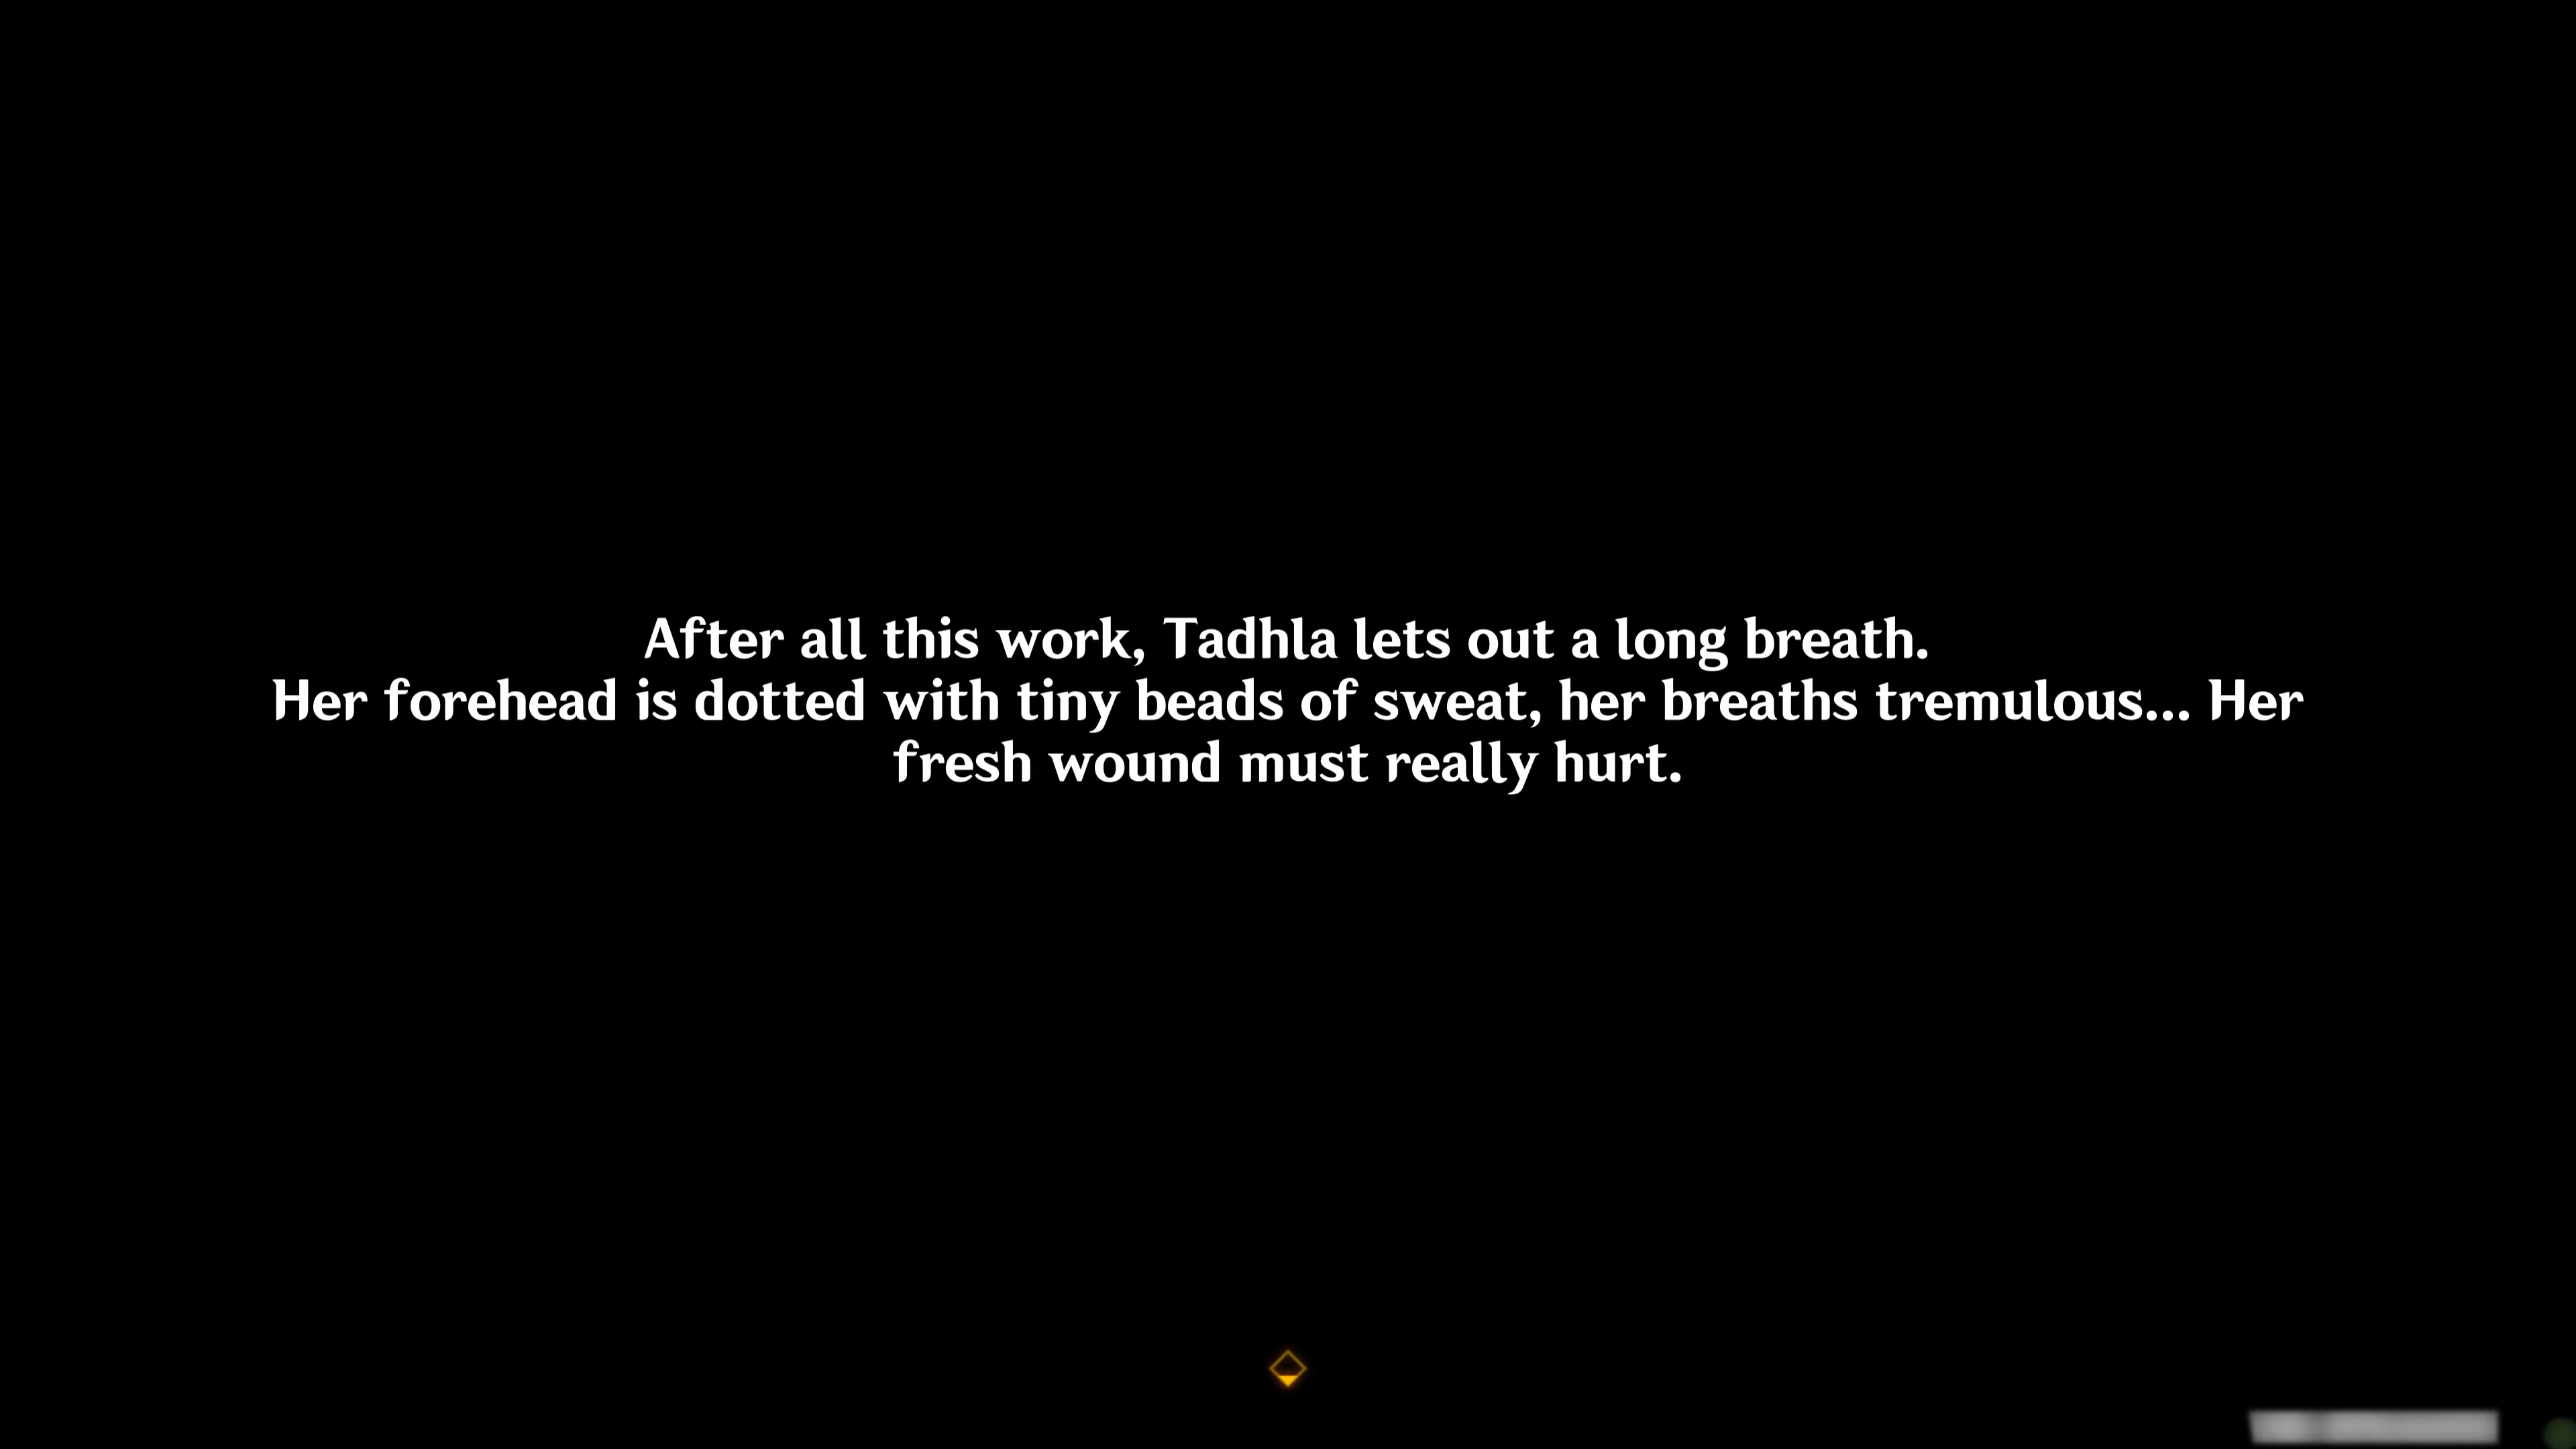 After all this work, Tadhla lets out a long breath.
Her forehead is dotted with tiny beads of sweat, her breaths tremulous... Her
fresh wound must really hurt.